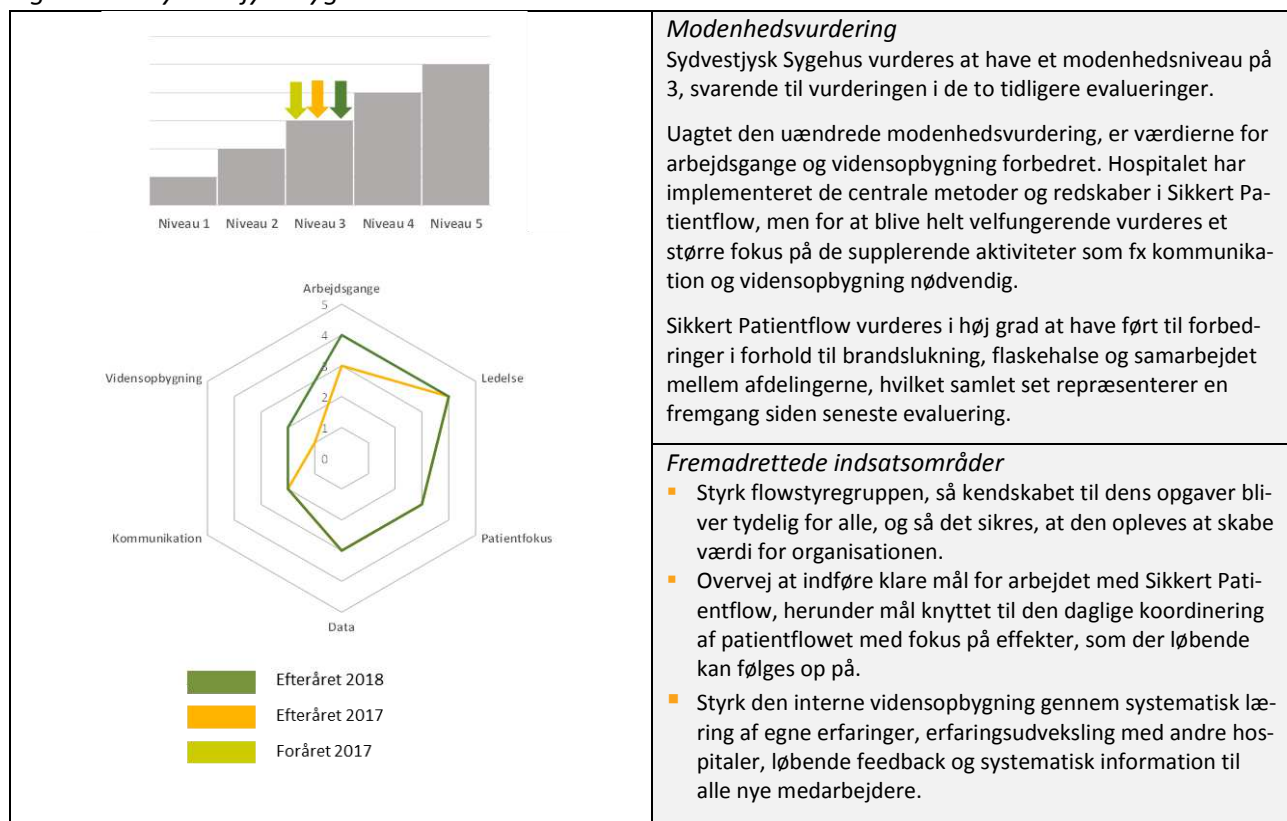 Niveau 1 Niveau 2 Niveau 3 Niveau 4 Niveau 5
Arbejdsgange
5
4
3
2
1
0
Vidensopbygning
Ledelse
Kommunikation
Patientfokus
Data
Efteråret 2018
Efteråret 2017
Foråret 2017
Modenhedsvurdering
Sydvestjysk Sygehus vurderes at have et modenhedsniveau på
3, svarende til vurderingen i de to tidligere evalueringer.
Uagtet den uændrede modenhedsvurdering, er værdierne for
arbejdsgange og vidensopbygning forbedret. Hospitalet har
implementeret de centrale metoder og redskaber i Sikkert Pa-
tientflow, men for at blive helt velfungerende vurderes et
større fokus på de supplerende aktiviteter som fx kommunika-
tion og vidensopbygning nødvendig.
Sikkert Patientflow vurderes i høj grad at have ført til forbed-
ringer i forhold til brandslukning, flaskehalse og samarbejdet
mellem afdelingerne, hvilket samlet set repræsenterer en
fremgang siden seneste evaluering.
Fremadrettede indsatsområder
▪ Styrk flowstyregruppen, så kendskabet til dens opgaver bli-
ver tydelig for alle, og så det sikres, at den opleves at skabe
værdi for organisationen.
▪ Overvej at indføre klare mål for arbejdet med Sikkert Pati-
entflow, herunder mål knyttet til den daglige koordinering
af patientflowet med fokus på effekter, som der løbende
kan følges op på.
▪ Styrk den interne vidensopbygning gennem systematisk læ-
ring af egne erfaringer, erfaringsudveksling med andre hos-
pitaler, løbende feedback og systematisk information til
alle nye medarbejdere.